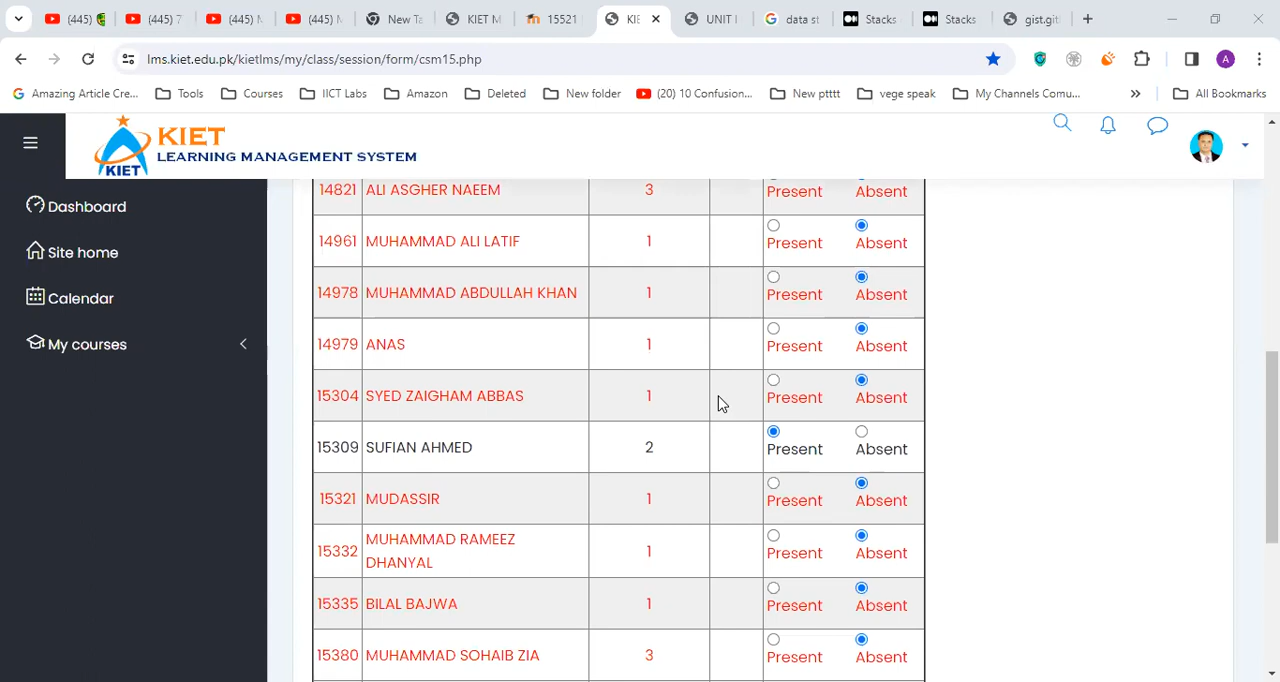 (445)
(445) 7
(445) M
(445) M
New Ta
KIET M
15521
KIE
UNIT I
data st
Stacks
Stacks
gist.git
lms.kiet.edu.pk/kietlms/my/class/session/form/csm15.php
A
Amazing Article Cre...
Tools
Courses
IICT Labs
Amazon
Deleted
New folder
(20) 10 Confusion...
New ptttt
vege speak
My Channels Comu...
»
All Bookmarks
KIET
LEARNING MANAGEMENT SYSTEM
KIET
Dashboard
Site home
Calendar
My courses
14821 ALI ASGHER NAEEM 3 Present Absent
14961 MUHAMMAD ALI LATIF 1 Present Absent
14978 MUHAMMAD ABDULLAH KHAN 1 Present Absent
14979 ANAS 1 Present Absent
15304 SYED ZAIGHAM ABBAS 1 Present Absent
15309 SUFIAN AHMED 2 Present Absent
15321 MUDASSIR 1 Present Absent
15332 MUHAMMAD RAMEEZ DHANYAL 1 Present Absent
15335 BILAL BAJWA 1 Present Absent
15380 MUHAMMAD SOHAIB ZIA 3 Present Absent